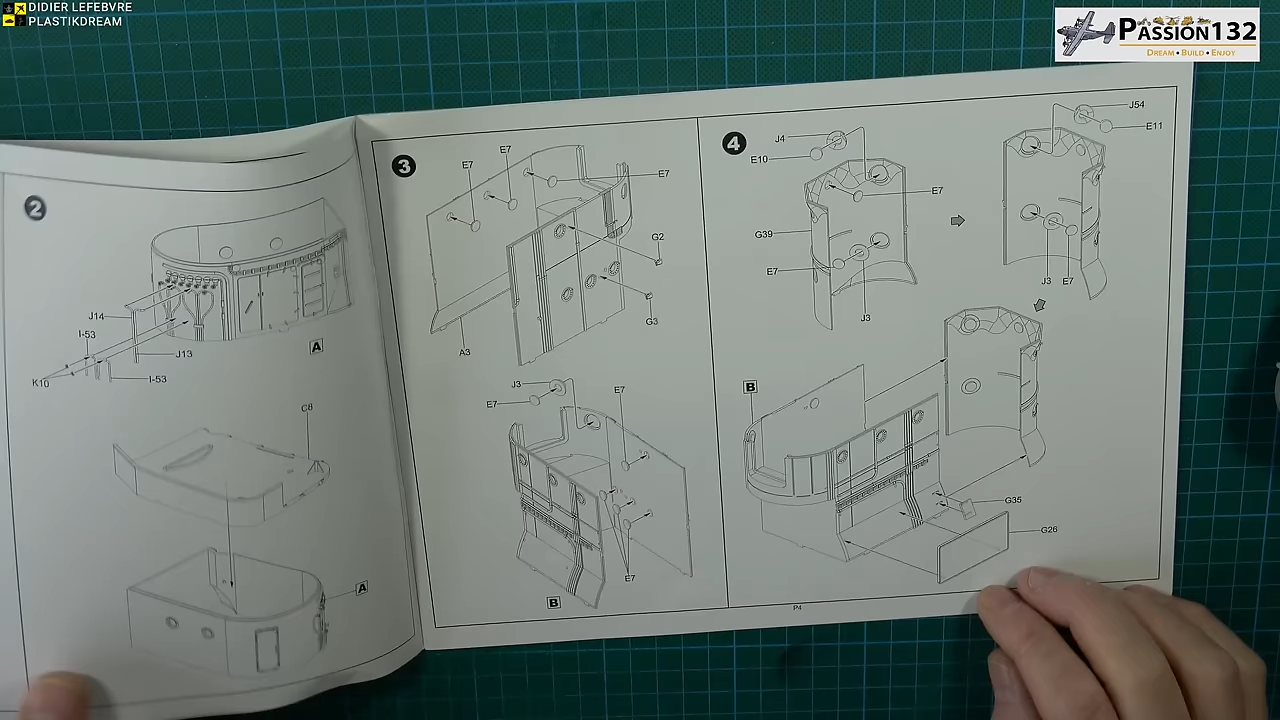 DIDIER LEFEBVRE
PLASTIKDREAM
PASSION132
DREAM • BUILD • ENJOY
2
J14
I-53
J13
K10
I-53
A
C8
A
3
E7
E7
E7
G2
G3
A3
J3
E7
E7
E7
B
4
J4
E10
E7
G39
E7
J3
J54
E11
J3
E7
B
G35
G26
P4